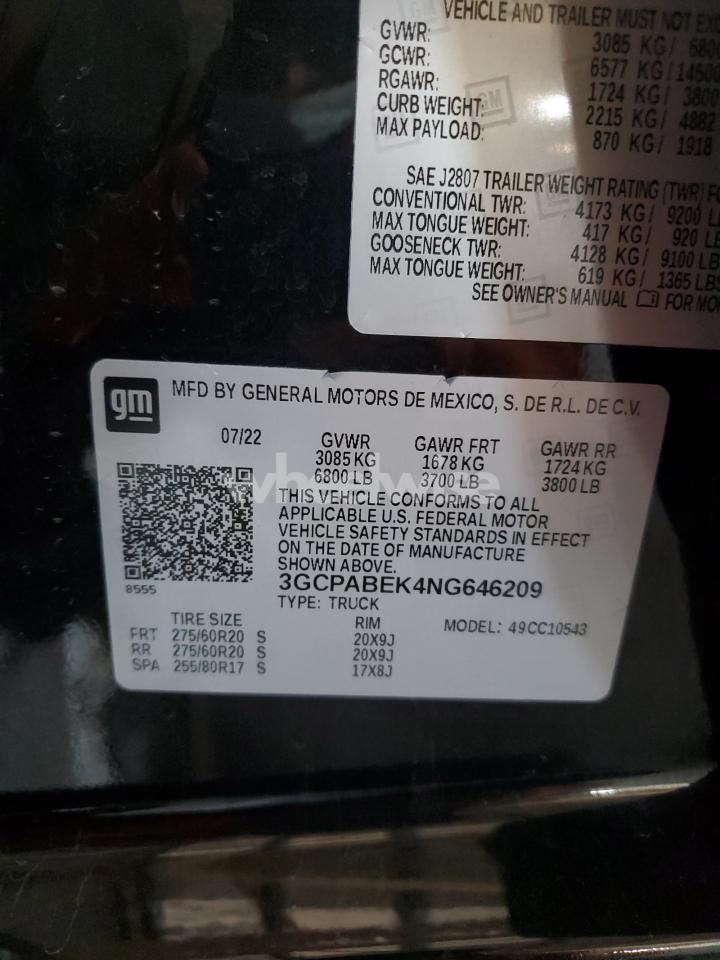 VEHICLE AND TRAILER MUST NOT
GVWR: 3085 KG/
GCWR: 6577 KG/
RGAWR: 1724 KG/
CURB WEIGHT: 2215 KG/ 4882
MAX PAYLOAD: 870 KG/ 1918
GM
SAE J2807 TRAILER WEIGHT RATING (TWR)
CONVENTIONAL TWR: 4173 KG/ 9200
MAX TONGUE WEIGHT: 417 KG/ 920
GOOSENECK TWR: 4128 KG/ 9100 LB
MAX TONGUE WEIGHT: 619 KG/ 1365 LBS
SEE OWNER'S MANUAL FOR
gm
MFD BY GENERAL MOTORS DE MEXICO, S. DE R.L. DE C.V.
07/22 GVWR GAWR FRT GAWR RR
3085 KG 1678 KG 1724 KG
6800 LB 3700 LB 3800 LB
THIS VEHICLE CONFORMS TO ALL
APPLICABLE U.S. FEDERAL MOTOR
VEHICLE SAFETY STANDARDS IN EFFECT
ON THE DATE OF MANUFACTURE
SHOWN ABOVE.
8555
3GCPABEK4NG646209
TYPE: TRUCK
MODEL: 49CC10543
TIRE SIZE RIM
FRT 275/60R20 S 20X9J
RR 275/60R20 S 20X9J
SPA 255/80R17 S 17X8J